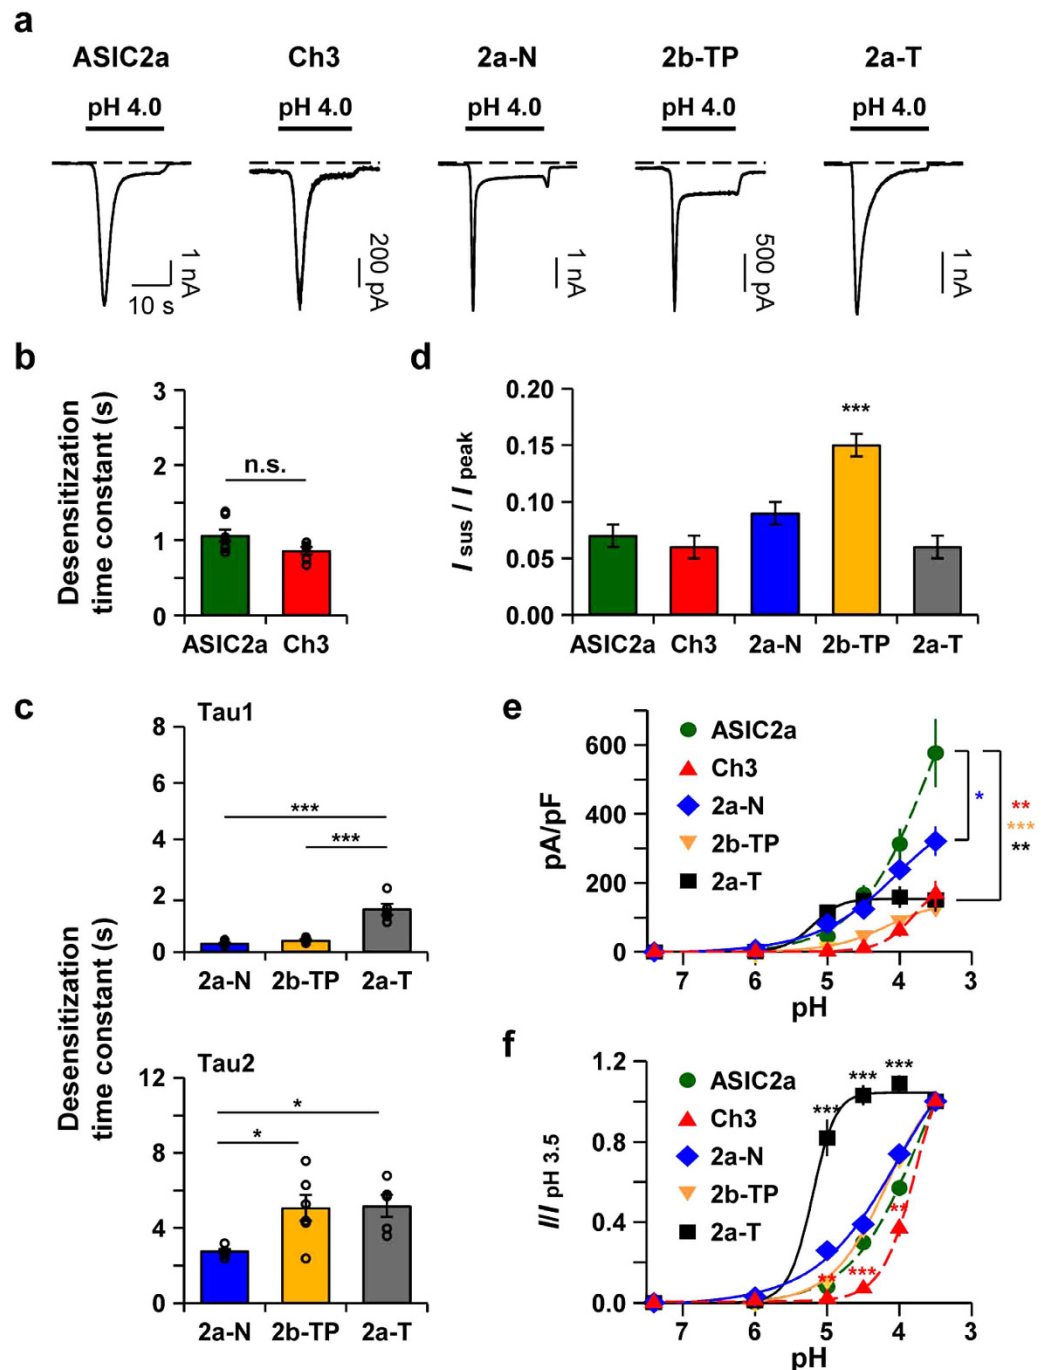 a
ASIC2a Ch3 2a-N 2b-TP 2a-T
pH 4.0 pH 4.0 pH 4.0 pH 4.0 pH 4.0
10 s
1 nA
200 pA
1 nA
500 pA
1 nA
b
Desensitization
time constant (s)
3
2
1
0
n.s.
ASIC2a Ch3
d
I sus / I peak
0.20
0.15
0.10
0.05
0.00
***
ASIC2a Ch3 2a-N 2b-TP 2a-T
c
Desensitization
time constant (s)
Tau1
8
6
4
2
0
***
***
2a-N 2b-TP 2a-T
Tau2
12
8
4
0
*
*
2a-N 2b-TP 2a-T
e
pA/pF
600
400
200
0
ASIC2a
Ch3
2a-N
2b-TP
2a-T
*
**
***
**
7 6 5 4 3
pH
f
I/I pH 3.5
1.2
0.8
0.4
0.0
ASIC2a
Ch3
2a-N
2b-TP
2a-T
***
***
***
**
***
**
7 6 5 4 3
pH